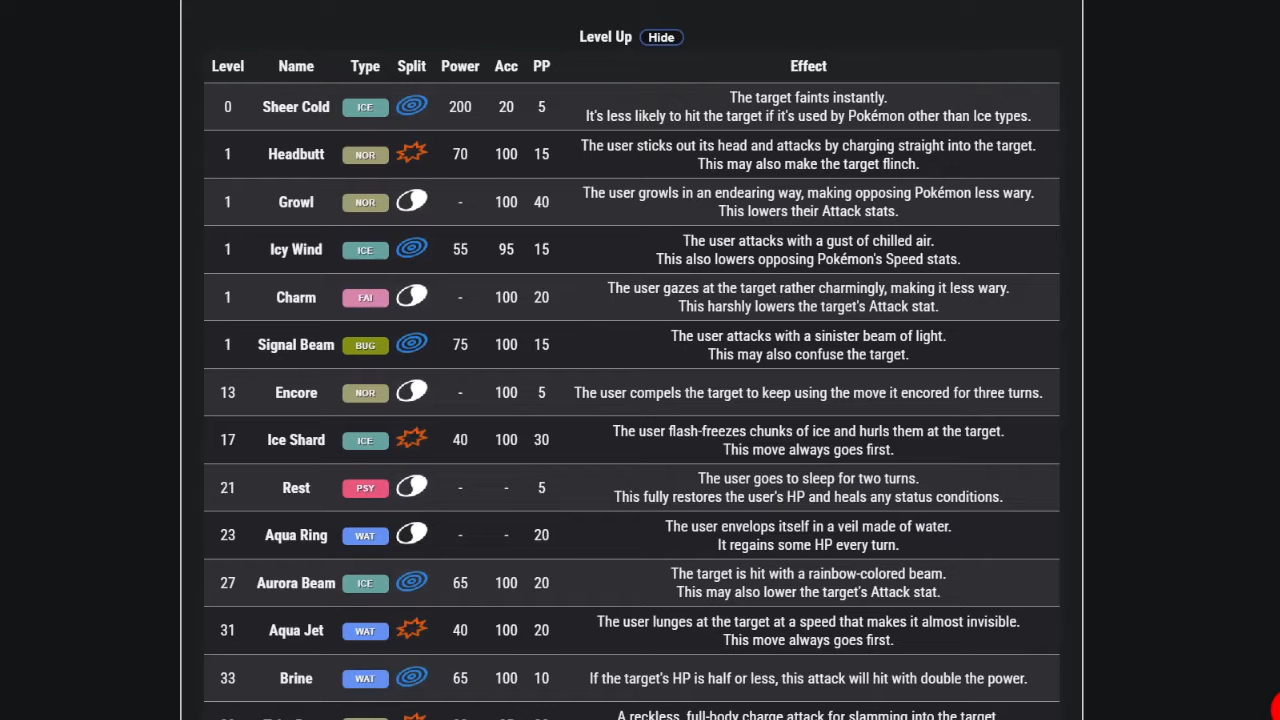 Level Up Hide
Level Name Type Split Power Acc PP Effect
0 Sheer Cold ICE 200 20 5 The target faints instantly.
It's less likely to hit the target if it's used by Pokémon other than Ice types.
1 Headbutt NOR 70 100 15 The user sticks out its head and attacks by charging straight into the target.
This may also make the target flinch.
1 Growl NOR - 100 40 The user growls in an endearing way, making opposing Pokémon less wary.
This lowers their Attack stats.
1 Icy Wind ICE 55 95 15 The user attacks with a gust of chilled air.
This also lowers opposing Pokémon's Speed stats.
1 Charm FAI - 100 20 The user gazes at the target rather charmingly, making it less wary.
This harshly lowers the target's Attack stat.
1 Signal Beam BUG 75 100 15 The user attacks with a sinister beam of light.
This may also confuse the target.
13 Encore NOR - 100 5 The user compels the target to keep using the move it encored for three turns.
17 Ice Shard ICE 40 100 30 The user flash-freezes chunks of ice and hurls them at the target.
This move always goes first.
21 Rest PSY - - 5 The user goes to sleep for two turns.
This fully restores the user's HP and heals any status conditions.
23 Aqua Ring WAT - - 20 The user envelops itself in a veil made of water.
It regains some HP every turn.
27 Aurora Beam ICE 65 100 20 The target is hit with a rainbow-colored beam.
This may also lower the target's Attack stat.
31 Aqua Jet WAT 40 100 20 The user lunges at the target at a speed that makes it almost invisible.
This move always goes first.
33 Brine WAT 65 100 10 If the target's HP is half or less, this attack will hit with double the power.
A reckless, full-body charge attack for slamming into the target